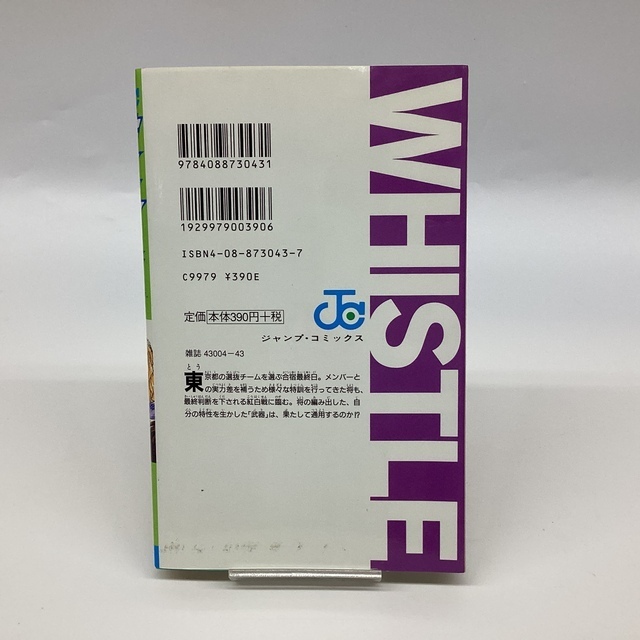 9784088730431
1929979003906
ISBN4-08-873043-7
C9979 ¥390E
定価 本体390円+税
ジャンプ・コミックス
雑誌 43004-43
とう
東京都の選抜チームを選ぶ合宿最終日。メンバーと
の実力差を補うため様々な特訓を行ってきた将も、
最終判断を下される紅白戦に臨む。将の編み出した、自
分の特性を生かした「武器」は、果たして通用するのか!?
WHISTLE